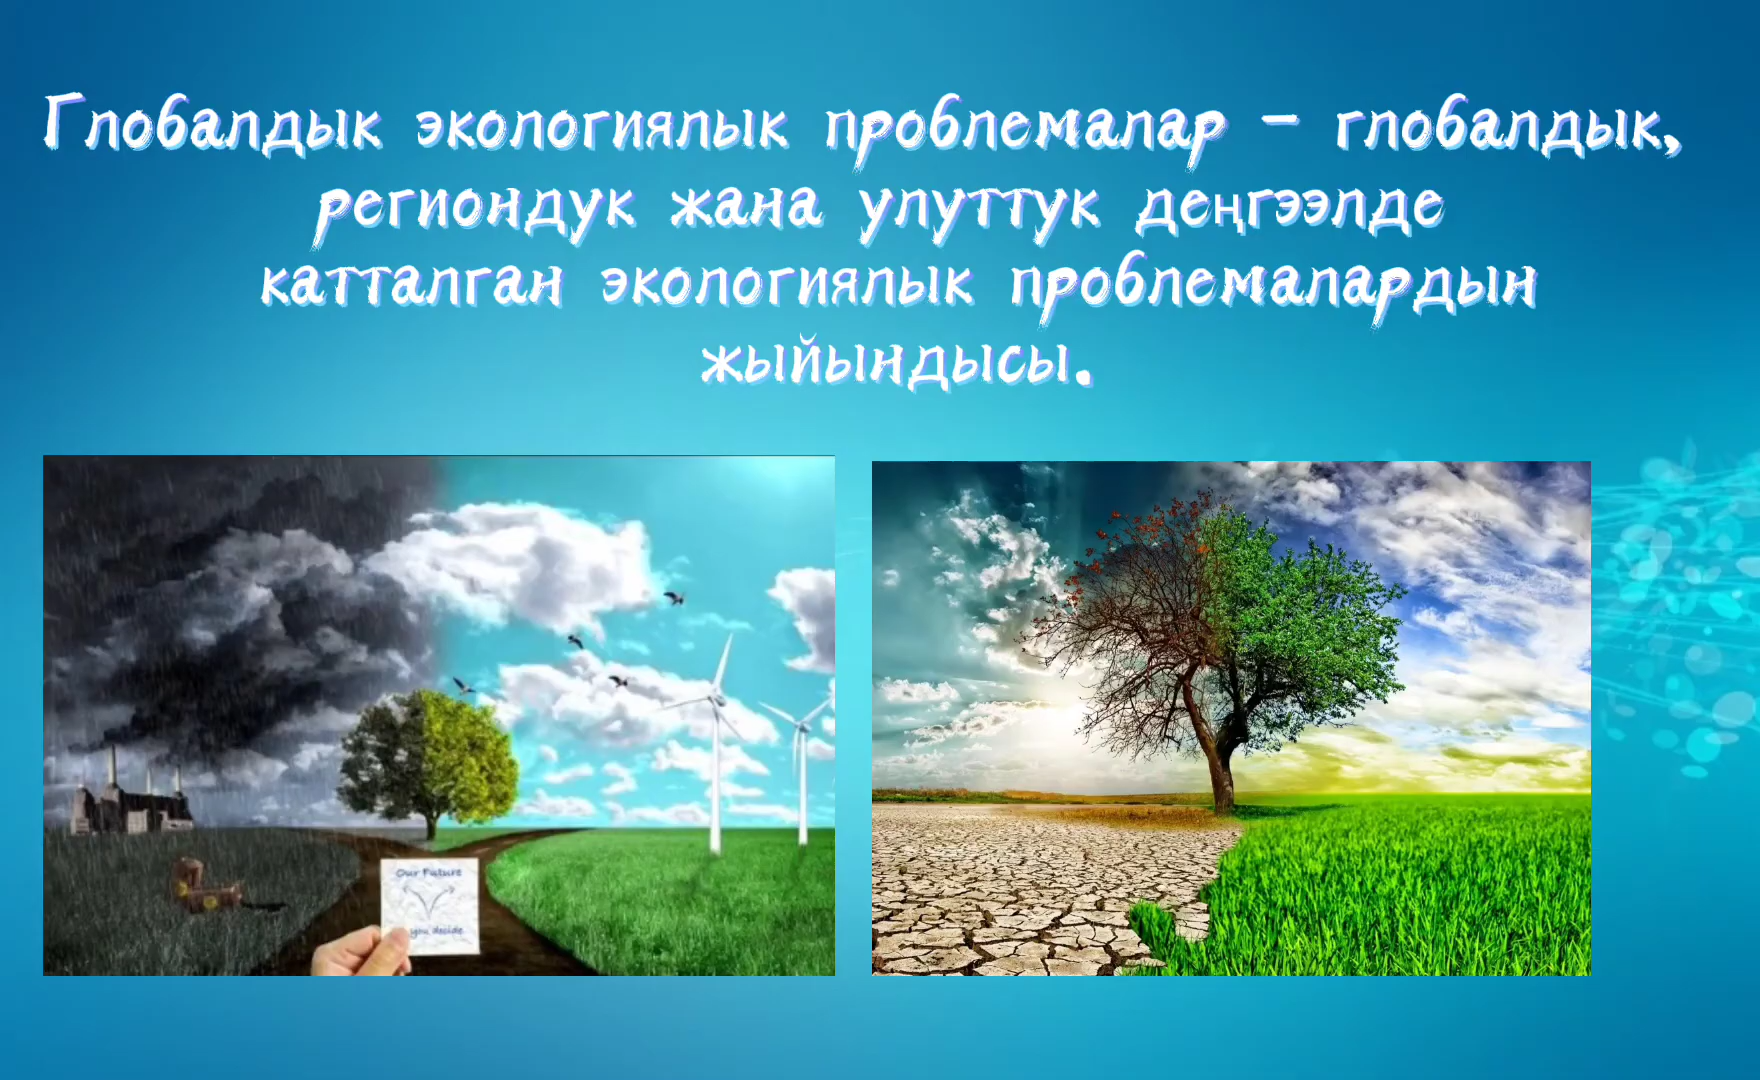 Глобалдык экологиялык проблемалар – глобалдык,
региондук жана улуттук деңгээлде
катталган экологиялык проблемалардын
жыйындысы.
Our Future
you decide